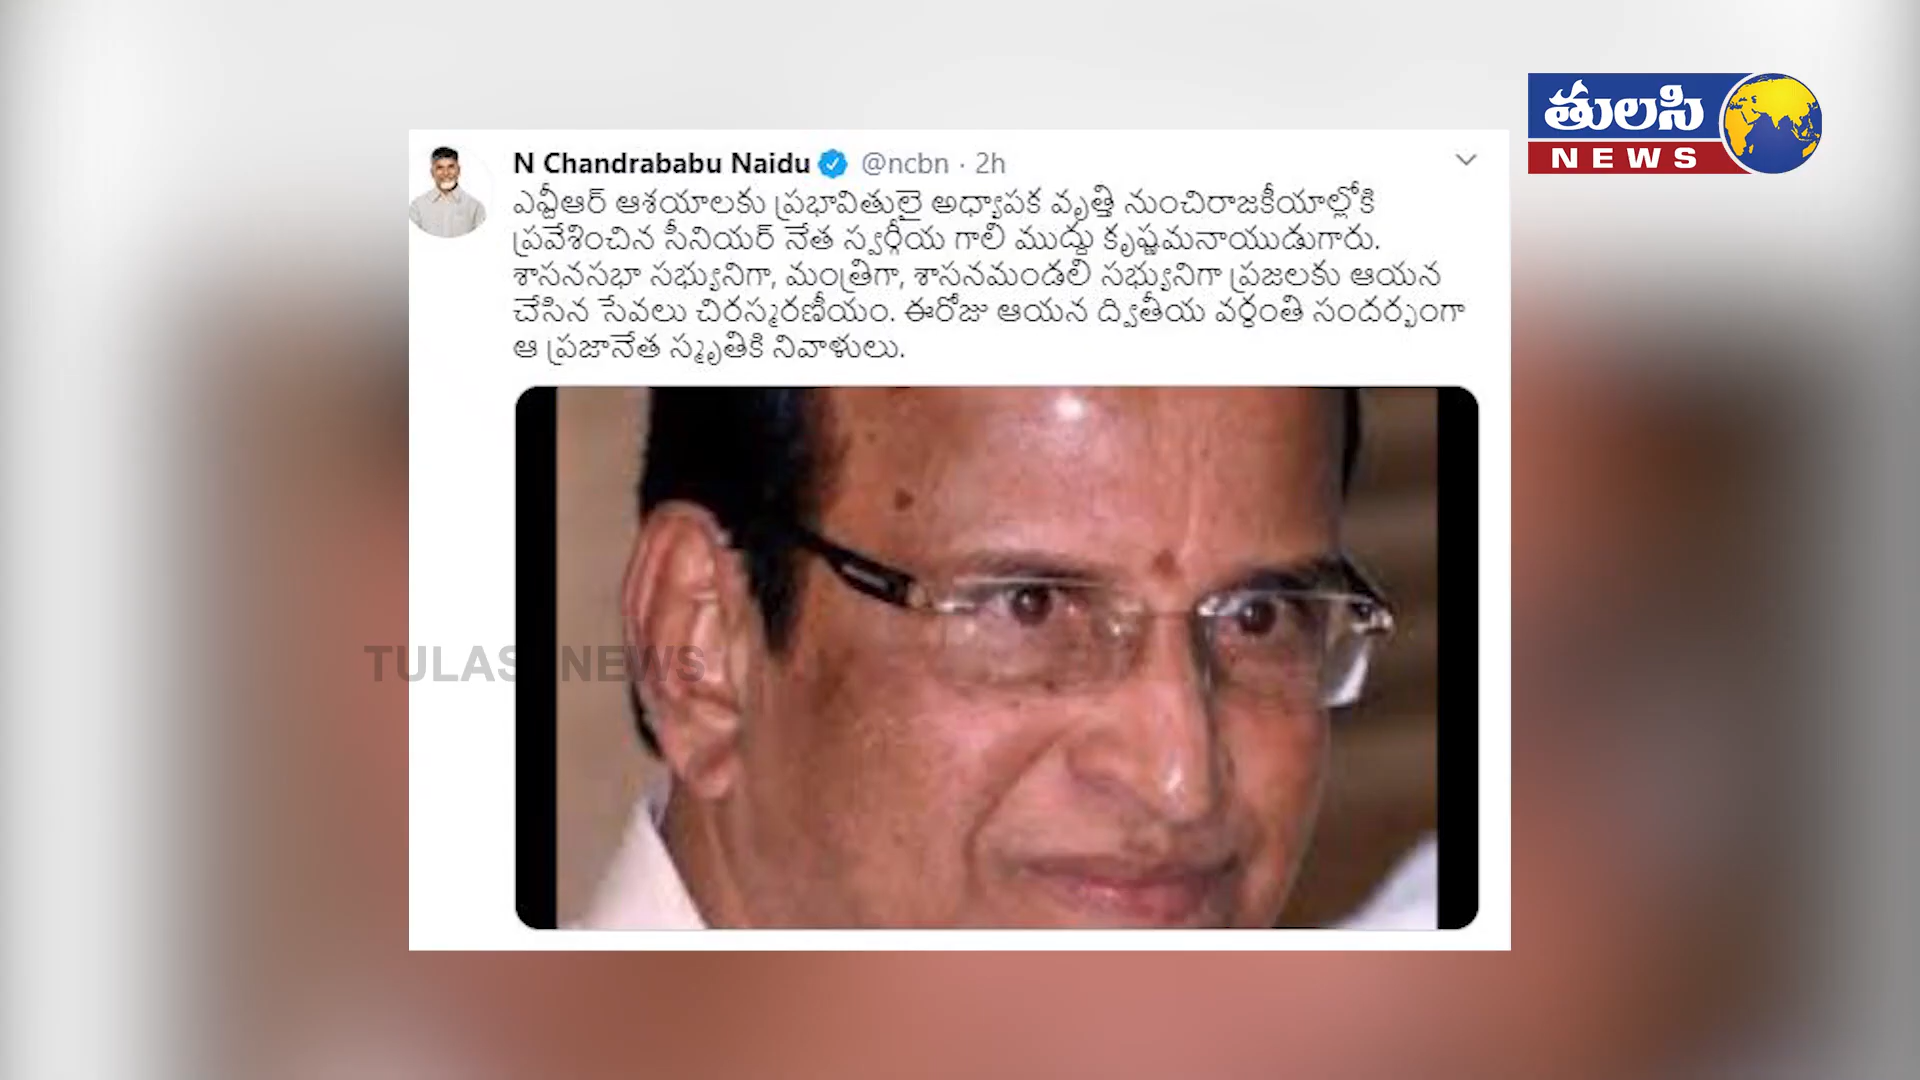 తులసి
NEWS
N Chandrababu Naidu @ncbn · 2h
ఎన్టీఆర్ ఆశయాలకు ప్రభావితులై అధ్యాపక వృత్తి నుంచిరాజకీయాల్లోకి
ప్రవేశించిన సీనియర్ నేత స్వర్గీయ గాలి ముద్దు కృష్ణమనాయుడుగారు.
శాసనసభా సభ్యునిగా, మంత్రిగా, శాసనమండలి సభ్యునిగా ప్రజలకు ఆయన
చేసిన సేవలు చిరస్మరణీయం. ఈరోజు ఆయన ద్వితీయ వర్ధంతి సందర్భంగా
ఆ ప్రజానేత స్మృతికి నివాళులు.
TULASI NEWS